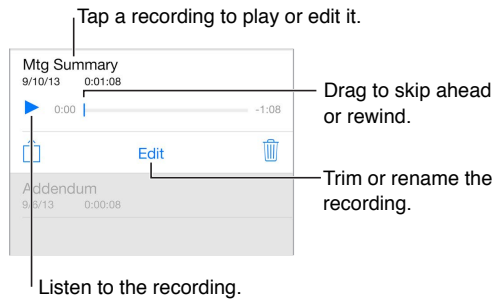 Tap a recording to play or edit it.
Mtg Summary
9/10/13 0:01:08
0:00 -1:08
Drag to skip ahead
or rewind.
Edit
Trim or rename the
recording.
Addendum
9/6/13 0:00:08
Listen to the recording.